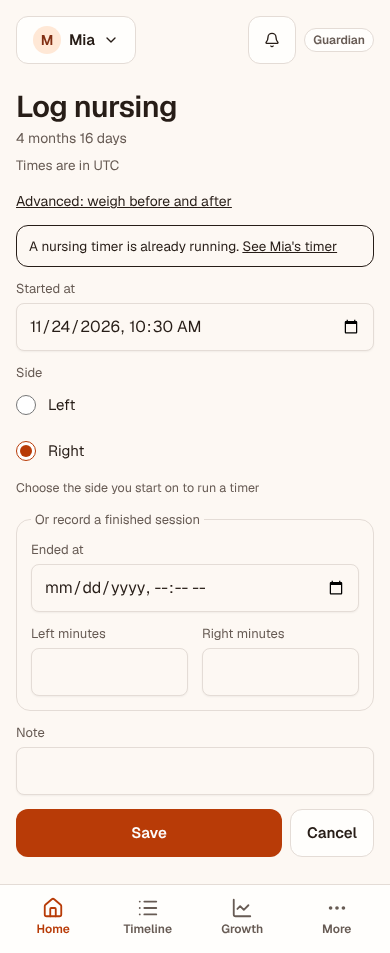 M Mia
Guardian
Log nursing
4 months 16 days
Times are in UTC
Advanced: weigh before and after
A nursing timer is already running. See Mia's timer
Started at
11/24/2026, 10:30 AM
Side
Left
Right
Choose the side you start on to run a timer
Or record a finished session
Ended at
mm/dd/yyyy, --:-- --
Left minutes Right minutes
Note
Save Cancel
Home Timeline Growth More